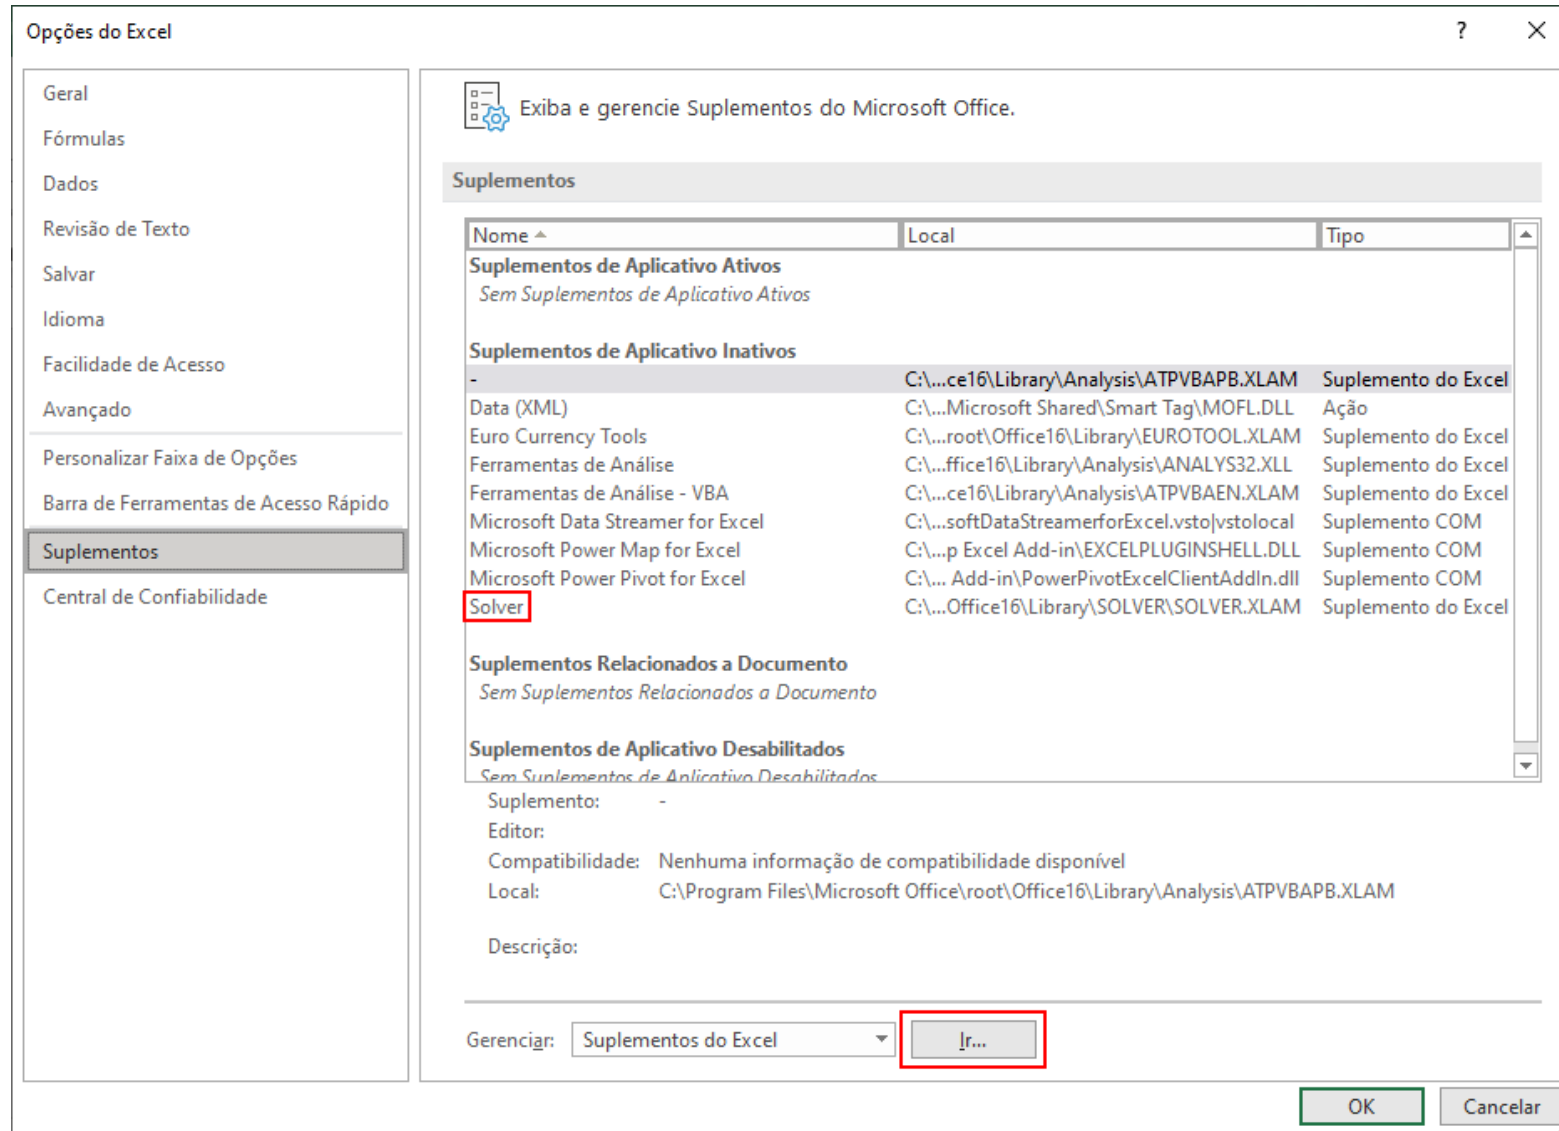 Opções do Excel ?
Geral
Fórmulas
Dados
Revisão de Texto
Salvar
Idioma
Facilidade de Acesso
Avançado
Personalizar Faixa de Opções
Barra de Ferramentas de Acesso Rápido
Suplementos
Central de Confiabilidade
Exiba e gerencie Suplementos do Microsoft Office.
Suplementos
Nome Local Tipo
Suplementos de Aplicativo Ativos
Sem Suplementos de Aplicativo Ativos
Suplementos de Aplicativo Inativos
- C:\...ce16\Library\Analysis\ATPVBAPB.XLAM Suplemento do Excel
Data (XML) C:\...Microsoft Shared\Smart Tag\MOFL.DLL Ação
Euro Currency Tools C:\...root\Office16\Library\EUROTOOL.XLAM Suplemento do Excel
Ferramentas de Análise C:\...ffice16\Library\Analysis\ANALYS32.XLL Suplemento do Excel
Ferramentas de Análise - VBA C:\...ce16\Library\Analysis\ATPVBAEN.XLAM Suplemento do Excel
Microsoft Data Streamer for Excel C:\...softDataStreamerforExcel.vsto|vstolocal Suplemento COM
Microsoft Power Map for Excel C:\...p Excel Add-in\EXCELPLUGINSHELL.DLL Suplemento COM
Microsoft Power Pivot for Excel C:\... Add-in\PowerPivotExcelClientAddIn.dll Suplemento COM
Solver C:\...Office16\Library\SOLVER\SOLVER.XLAM Suplemento do Excel
Suplementos Relacionados a Documento
Sem Suplementos Relacionados a Documento
Suplementos de Aplicativo Desabilitados
Sem Suplementos de Aplicativo Desabilitados
Suplemento: -
Editor:
Compatibilidade: Nenhuma informação de compatibilidade disponível
Local: C:\Program Files\Microsoft Office\root\Office16\Library\Analysis\ATPVBAPB.XLAM
Descrição:
Gerenciar: Suplementos do Excel Ir...
OK Cancelar